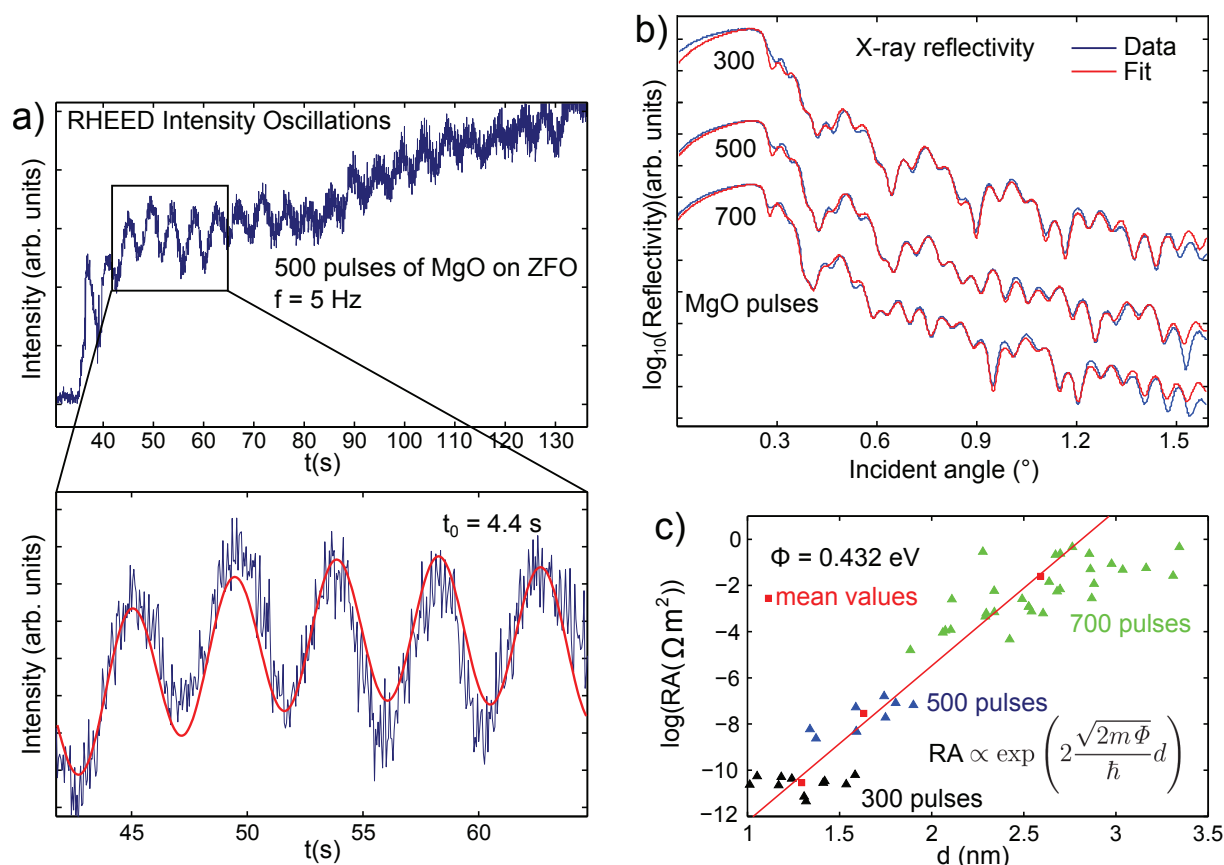 a)
RHEED Intensity Oscillations
500 pulses of MgO on ZFO
f = 5 Hz
Intensity (arb. units)
40 50 60 70 80 90 100 110 120 130
t(s)
t₀ = 4.4 s
Intensity (arb. units)
45 50 55 60
t(s)
b)
X-ray reflectivity
Data
Fit
300
500
700
MgO pulses
log₁₀(Reflectivity)(arb. units)
0.3 0.6 0.9 1.2 1.5
Incident angle (°)
c)
Φ = 0.432 eV
mean values
700 pulses
500 pulses
300 pulses
RA ∝ exp(2 √(2mΦ)/ħ d)
log(RA(Ωm²)
0
−2
−4
−6
−8
−10
−12
1 1.5 2 2.5 3 3.5
d (nm)